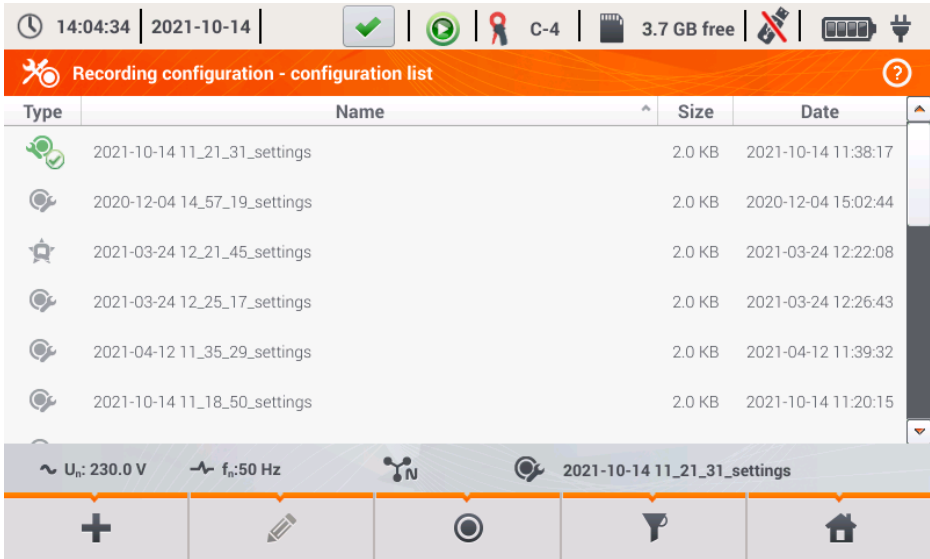 14:04:34 2021-10-14 C-4 3.7 GB free
Recording configuration - configuration list ?
Type Name Size Date
2021-10-14 11_21_31_settings 2.0 KB 2021-10-14 11:38:17
2020-12-04 14_57_19_settings 2.0 KB 2020-12-04 15:02:44
2021-03-24 12_21_45_settings 2.0 KB 2021-03-24 12:22:08
2021-03-24 12_25_17_settings 2.0 KB 2021-03-24 12:26:43
2021-04-12 11_35_29_settings 2.0 KB 2021-04-12 11:39:32
2021-10-14 11_18_50_settings 2.0 KB 2021-10-14 11:20:15
Uₙ: 230.0 V fₙ:50 Hz N 2021-10-14 11_21_31_settings